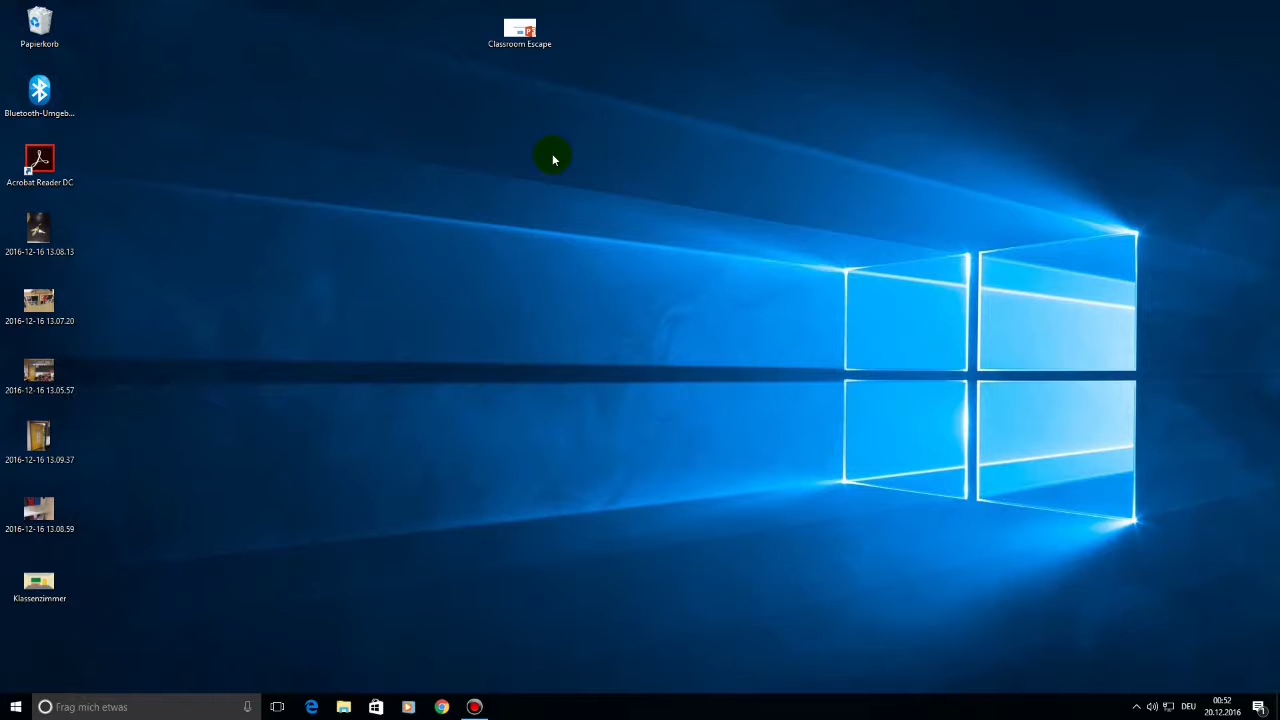 Papierkorb
Classroom Escape
Bluetooth-Umgeb...
Acrobat Reader DC
2016-12-16 13.08.13
2016-12-16 13.07.20
2016-12-16 13.05.57
2016-12-16 13.09.37
2016-12-16 13.08.59
Klassenzimmer
Frag mich etwas
DEU
00:52
20.12.2016
1